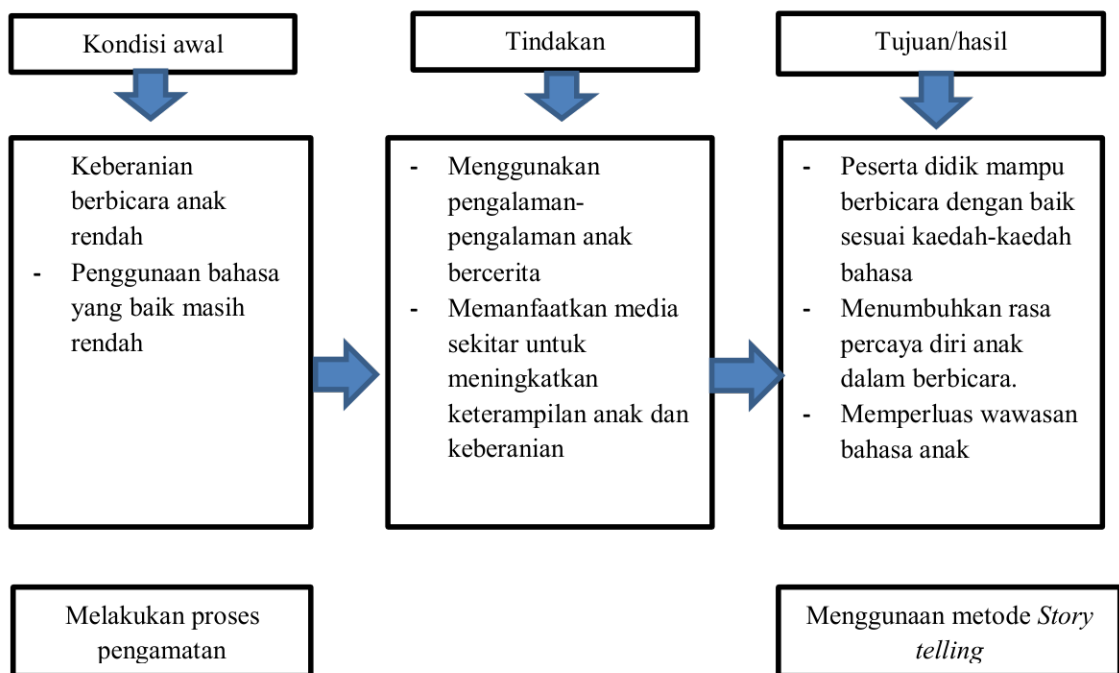 Kondisi awal
Tindakan
Tujuan/hasil
Keberanian
berbicara anak
rendah
- Penggunaan bahasa
yang baik masih
rendah
- Menggunakan
pengalaman-
pengalaman anak
bercerita
- Memanfaatkan media
sekitar untuk
meningkatkan
keterampilan anak dan
keberanian
- Peserta didik mampu
berbicara dengan baik
sesuai kaedah-kaedah
bahasa
- Menumbuhkan rasa
percaya diri anak
dalam berbicara.
- Memperluas wawasan
bahasa anak
Melakukan proses
pengamatan
Menggunaan metode Story
telling